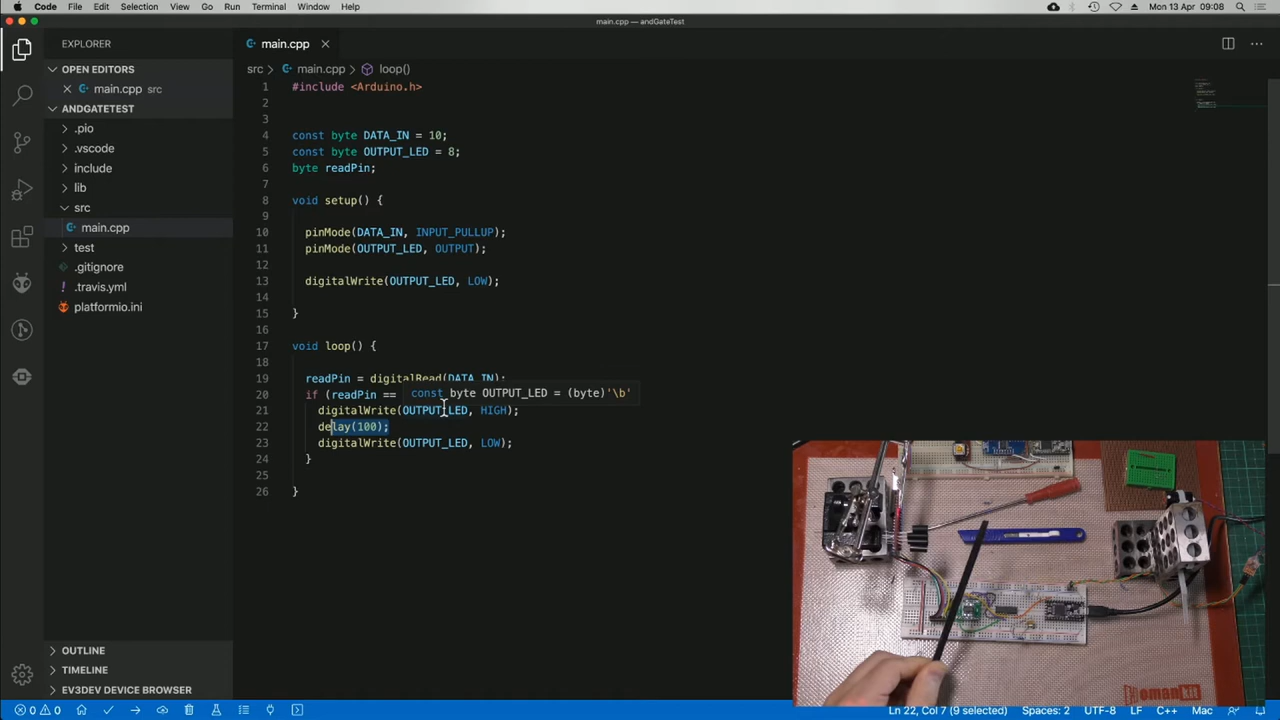 Code File Edit Selection View Go Run Terminal Window Help Mon 13 Apr 09:08
main.cpp — andGateTest
EXPLORER
OPEN EDITORS
main.cpp src
ANDGATETEST
.pio
.vscode
include
lib
src
main.cpp
test
.gitignore
.travis.yml
platformio.ini
OUTLINE
TIMELINE
EV3DEV DEVICE BROWSER
main.cpp
src > main.cpp > loop()
1 #include <Arduino.h>
2
3
4 const byte DATA_IN = 10;
5 const byte OUTPUT_LED = 8;
6 byte readPin;
7
8 void setup() {
9
10 pinMode(DATA_IN, INPUT_PULLUP);
11 pinMode(OUTPUT_LED, OUTPUT);
12
13 digitalWrite(OUTPUT_LED, LOW);
14
15 }
16
17 void loop() {
18
19 readPin = digitalRead(DATA_IN);
20 if (readPin ==
const byte OUTPUT_LED = (byte)'\b'
21 digitalWrite(OUTPUT_LED, HIGH);
22 delay(100);
23 digitalWrite(OUTPUT_LED, LOW);
24 }
25
26 }
0 0 Ln 22, Col 7 (9 selected) Spaces: 2 UTF-8 LF C++ Mac